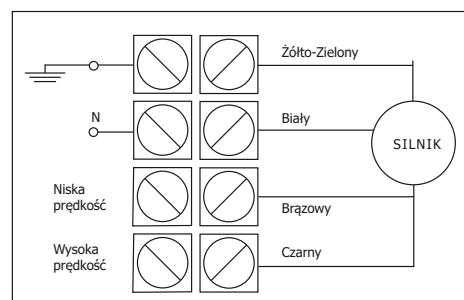 Żółto-Zielony
N
Biały
SILNIK
Niska
prędkość
Brązowy
Wysoka
prędkość
Czarny